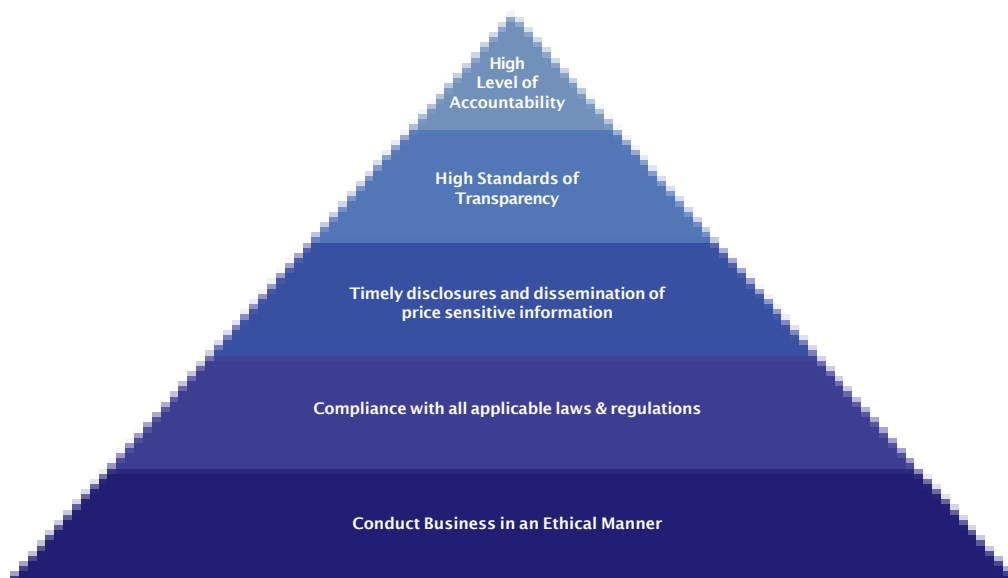 High
Level of
Accountability
High Standards of
Transparency
Timely disclosures and dissemination of
price sensitive information
Compliance with all applicable laws & regulations
Conduct Business in an Ethical Manner